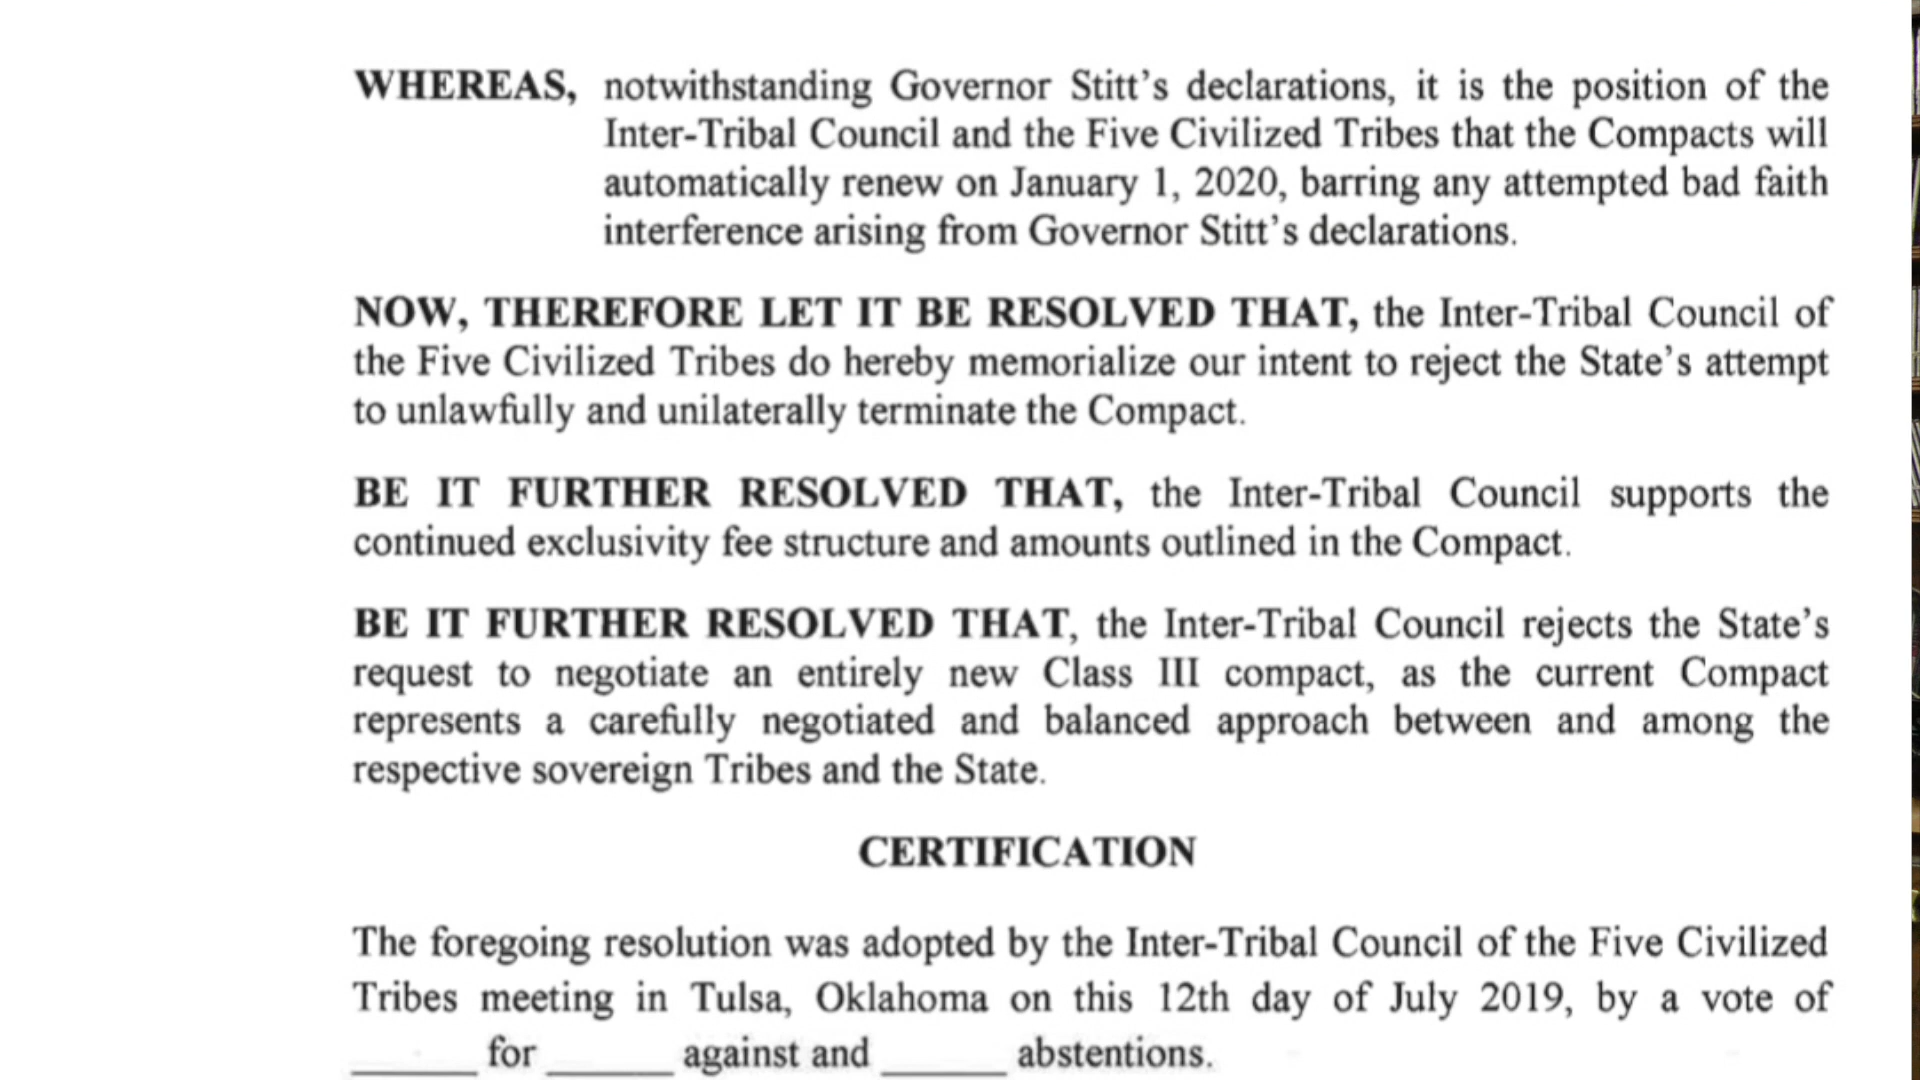 WHEREAS, notwithstanding Governor Stitt's declarations, it is the position of the
Inter-Tribal Council and the Five Civilized Tribes that the Compacts will
automatically renew on January 1, 2020, barring any attempted bad faith
interference arising from Governor Stitt's declarations.
NOW, THEREFORE LET IT BE RESOLVED THAT, the Inter-Tribal Council of
the Five Civilized Tribes do hereby memorialize our intent to reject the State's attempt
to unlawfully and unilaterally terminate the Compact.
BE IT FURTHER RESOLVED THAT, the Inter-Tribal Council supports the
continued exclusivity fee structure and amounts outlined in the Compact.
BE IT FURTHER RESOLVED THAT, the Inter-Tribal Council rejects the State's
request to negotiate an entirely new Class III compact, as the current Compact
represents a carefully negotiated and balanced approach between and among the
respective sovereign Tribes and the State.
CERTIFICATION
The foregoing resolution was adopted by the Inter-Tribal Council of the Five Civilized
Tribes meeting in Tulsa, Oklahoma on this 12th day of July 2019, by a vote of
______ for ______ against and ______ abstentions.